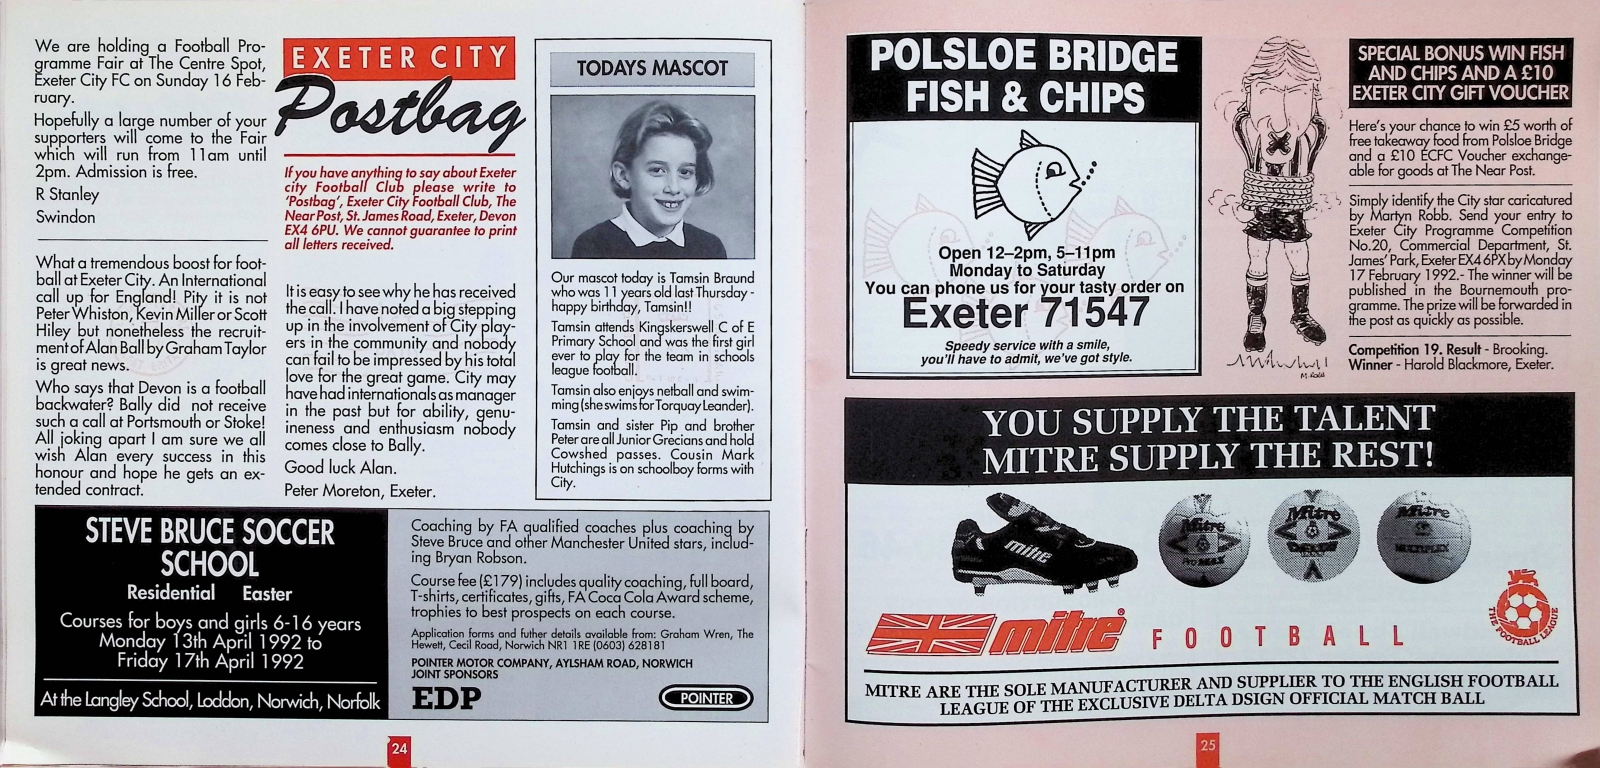 We are holding a Football Pro-
gramme Fair at The Centre Spot,
Exeter City FC on Sunday 16 Feb-
ruary.
Hopefully a large number of your
supporters will come to the Fair
which will run from 11am until
2pm. Admission is free.
R Stanley
Swindon
What a tremendous boost for foot-
ball at Exeter City. An International
call up for England! Pity it is not
Peter Whiston, Kevin Miller or Scott
Hiley but nonetheless the recruit-
ment of Alan Ball by Graham Taylor
is great news.
Who says that Devon is a football
backwater? Bally did not receive
such a call at Portsmouth or Stoke!
All joking apart I am sure we all
wish Alan every success in this
honour and hope he gets an ex-
tended contract.
EXETER CITY
Postbag
If you have anything to say about Exeter
city Football Club please write to
'Postbag', Exeter City Football Club, The
Near Post, St. James Road, Exeter, Devon
EX4 6PU. We cannot guarantee to print
all letters received.
It is easy to see why he has received
the call. I have noted a big stepping
up in the involvement of City play-
ers in the community and nobody
can fail to be impressed by his total
love for the great game. City may
have had internationals as manager
in the past but for ability, genu-
ineness and enthusiasm nobody
comes close to Bally.
Good luck Alan.
Peter Moreton, Exeter.
TODAYS MASCOT
Our mascot today is Tamsin Braund
who was 11 years old last Thursday -
happy birthday, Tamsin!!
Tamsin attends Kingskerswell C of E
Primary School and was the first girl
ever to play for the team in schools
league football.
Tamsin also enjoys netball and swim-
ming (she swims for Torquay Leander).
Tamsin and sister Pip and brother
Peter are all Junior Grecians and hold
Cowshed passes. Cousin Mark
Hutchings is on schoolboy forms with
City.
STEVE BRUCE SOCCER
SCHOOL
Residential Easter
Courses for boys and girls 6-16 years
Monday 13th April 1992 to
Friday 17th April 1992
At the Langley School, Loddon, Norwich, Norfolk
Coaching by FA qualified coaches plus coaching by
Steve Bruce and other Manchester United stars, includ-
ing Bryan Robson.
Course fee (£179) includes quality coaching, full board,
T-shirts, certificates, gifts, FA Coca Cola Award scheme,
trophies to best prospects on each course.
Application forms and futher details available from: Graham Wren, The
Hewett, Cecil Road, Norwich NR1 1RE (0603) 628181
POINTER MOTOR COMPANY, AYLSHAM ROAD, NORWICH
JOINT SPONSORS
EDP
POINTER
24
POLSLOE BRIDGE
FISH & CHIPS
Open 12–2pm, 5–11pm
Monday to Saturday
You can phone us for your tasty order on
Exeter 71547
Speedy service with a smile,
you'll have to admit, we've got style.
M. Robb
SPECIAL BONUS WIN FISH
AND CHIPS AND A £10
EXETER CITY GIFT VOUCHER
Here's your chance to win £5 worth of
free takeaway food from Polsloe Bridge
and a £10 ECFC Voucher exchange-
able for goods at The Near Post.
Simply identify the City star caricatured
by Martyn Robb. Send your entry to
Exeter City Programme Competition
No.20, Commercial Department, St.
James' Park, Exeter EX4 6PX by Monday
17 February 1992.- The winner will be
published in the Bournemouth pro-
gramme. The prize will be forwarded in
the post as quickly as possible.
Competition 19. Result - Brooking.
Winner - Harold Blackmore, Exeter.
YOU SUPPLY THE TALENT
MITRE SUPPLY THE REST!
mitre
Mitre
PRO MAX
Mitre
DELTA
Mitre
MULTIPLEX
mitre®
FOOTBALL
THE FOOTBALL LEAGUE
MITRE ARE THE SOLE MANUFACTURER AND SUPPLIER TO THE ENGLISH FOOTBALL
LEAGUE OF THE EXCLUSIVE DELTA DSIGN OFFICIAL MATCH BALL
25